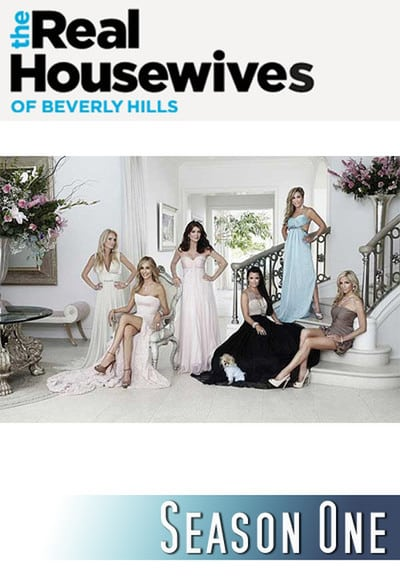 the Real
Housewives
OF BEVERLY HILLS
SEASON ONE